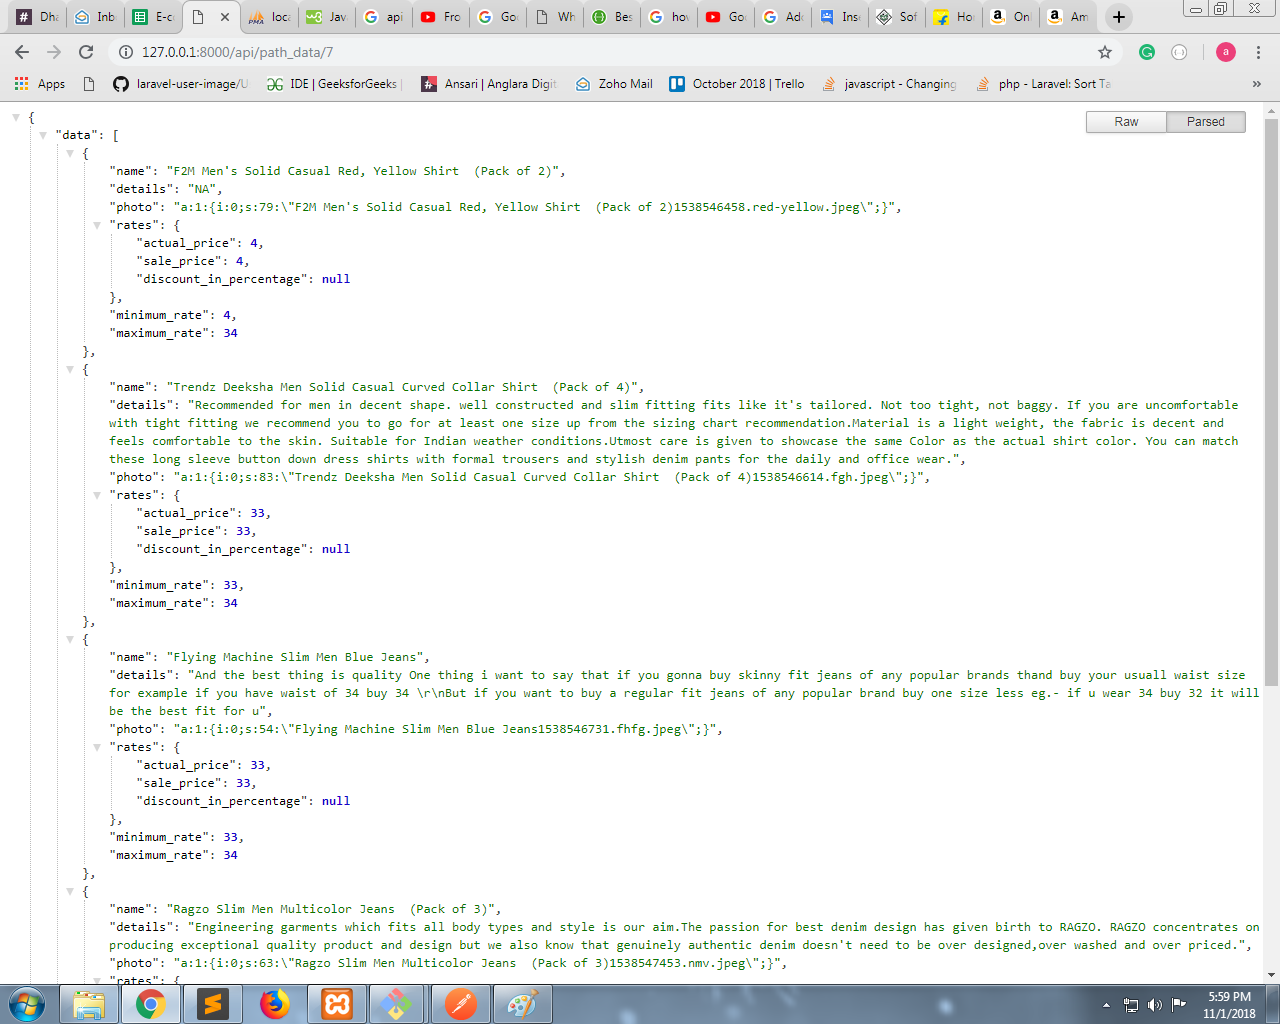 Dha
Inb
E-c
loca
Jav
api
Fro
Goo
Wh
Bes
hov
Goo
Ado
Inse
Sof
Hor
Onl
Am
127.0.0.1:8000/api/path_data/7
a
Apps
laravel-user-image/U
IDE | GeeksforGeeks |
Ansari | Anglara Digit
Zoho Mail
October 2018 | Trello
javascript - Changing
php - Laravel: Sort Ta
»
Raw
Parsed
{
"data": [
{
"name": "F2M Men's Solid Casual Red, Yellow Shirt  (Pack of 2)",
"details": "NA",
"photo": "a:1:{i:0;s:79:\"F2M Men's Solid Casual Red, Yellow Shirt  (Pack of 2)1538546458.red-yellow.jpeg\";}",
"rates": {
"actual_price": 4,
"sale_price": 4,
"discount_in_percentage": null
},
"minimum_rate": 4,
"maximum_rate": 34
},
{
"name": "Trendz Deeksha Men Solid Casual Curved Collar Shirt  (Pack of 4)",
"details": "Recommended for men in decent shape. well constructed and slim fitting fits like it's tailored. Not too tight, not baggy. If you are uncomfortable
with tight fitting we recommend you to go for at least one size up from the sizing chart recommendation.Material is a light weight, the fabric is decent and
feels comfortable to the skin. Suitable for Indian weather conditions.Utmost care is given to showcase the same Color as the actual shirt color. You can match
these long sleeve button down dress shirts with formal trousers and stylish denim pants for the daily and office wear.",
"photo": "a:1:{i:0;s:83:\"Trendz Deeksha Men Solid Casual Curved Collar Shirt  (Pack of 4)1538546614.fgh.jpeg\";}",
"rates": {
"actual_price": 33,
"sale_price": 33,
"discount_in_percentage": null
},
"minimum_rate": 33,
"maximum_rate": 34
},
{
"name": "Flying Machine Slim Men Blue Jeans",
"details": "And the best thing is quality One thing i want to say that if you gonna buy skinny fit jeans of any popular brands thand buy your usuall waist size
for example if you have waist of 34 buy 34 \r\nBut if you want to buy a regular fit jeans of any popular brand buy one size less eg.- if u wear 34 buy 32 it will
be the best fit for u",
"photo": "a:1:{i:0;s:54:\"Flying Machine Slim Men Blue Jeans1538546731.fhfg.jpeg\";}",
"rates": {
"actual_price": 33,
"sale_price": 33,
"discount_in_percentage": null
},
"minimum_rate": 33,
"maximum_rate": 34
},
{
"name": "Ragzo Slim Men Multicolor Jeans  (Pack of 3)",
"details": "Engineering garments which fits all body types and style is our aim.The passion for best denim design has given birth to RAGZO. RAGZO concentrates on
producing exceptional quality product and design but we also know that genuinely authentic denim doesn't need to be over designed,over washed and over priced.",
"photo": "a:1:{i:0;s:63:\"Ragzo Slim Men Multicolor Jeans  (Pack of 3)1538547453.nmv.jpeg\";}",
"rates": {
5:59 PM
11/1/2018